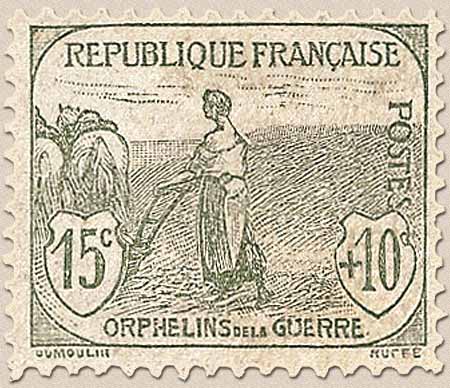 REPUBLIQUE FRANÇAISE
POSTES
15c
+10c
ORPHELINS DE LA GUERRE.
DUMOULIN
RUFFE